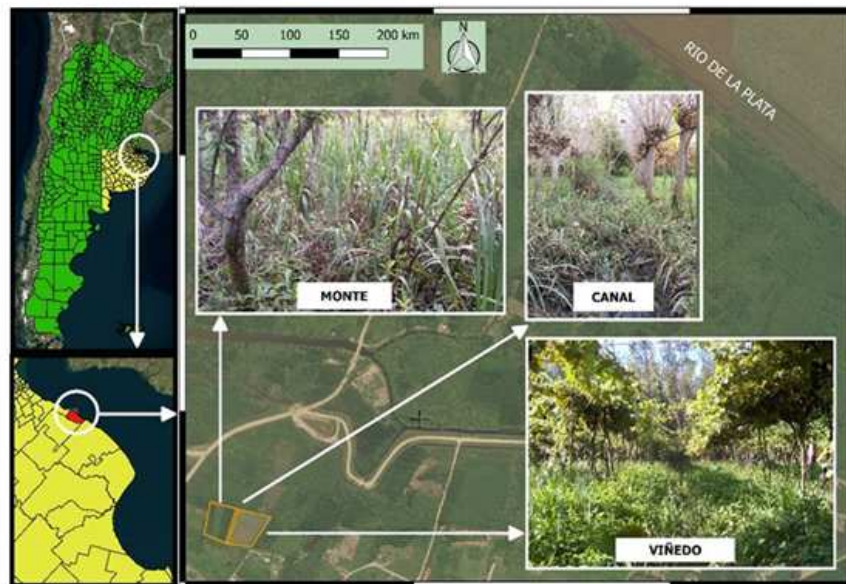 N
0 50 100 150 200 km
RIO DE LA PLATA
MONTE
CANAL
VIÑEDO